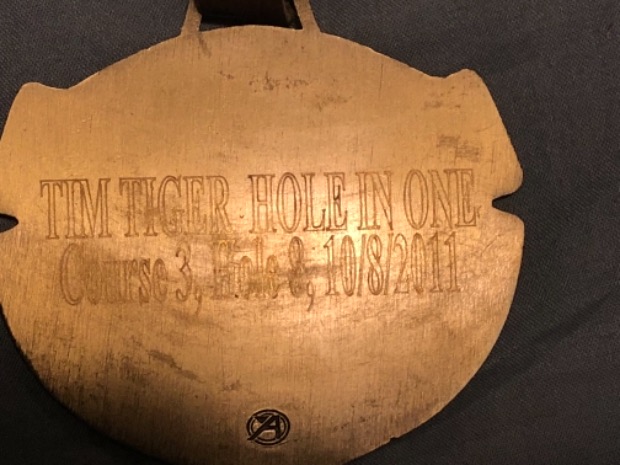 TIM TIGER HOLE IN ONE
Course 3, Hole 8, 10/8/2011
A